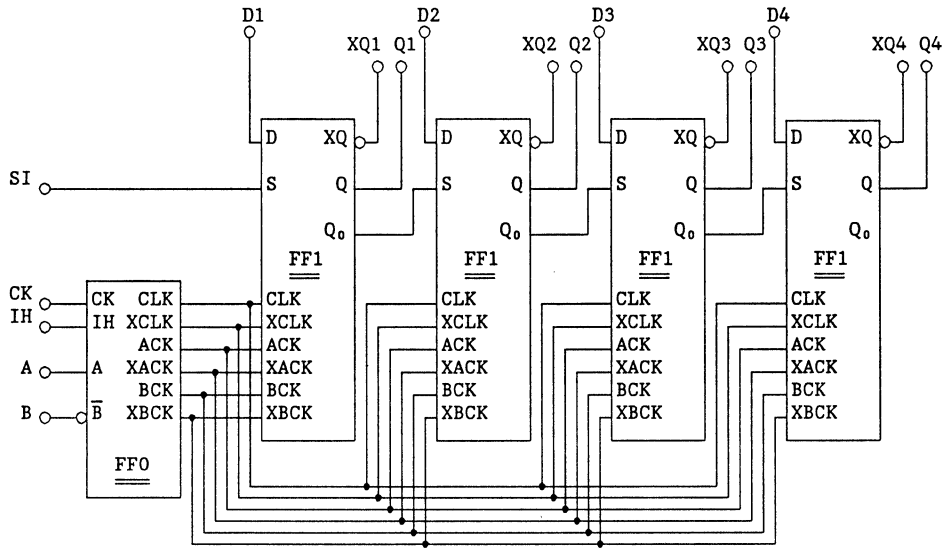 D1 D2 D3 D4
XQ1 Q1 XQ2 Q2 XQ3 Q3 XQ4 Q4
D XQ D XQ D XQ D XQ
SI S Q S Q S Q S Q
Q₀ Q₀ Q₀ Q₀
FF1 FF1 FF1 FF1
CK CK CLK CLK CLK CLK CLK
IH IH XCLK XCLK XCLK XCLK XCLK
ACK ACK ACK ACK ACK
A A XACK XACK XACK XACK XACK
BCK BCK BCK BCK BCK
B B̅ XBCK XBCK XBCK XBCK XBCK
FF0